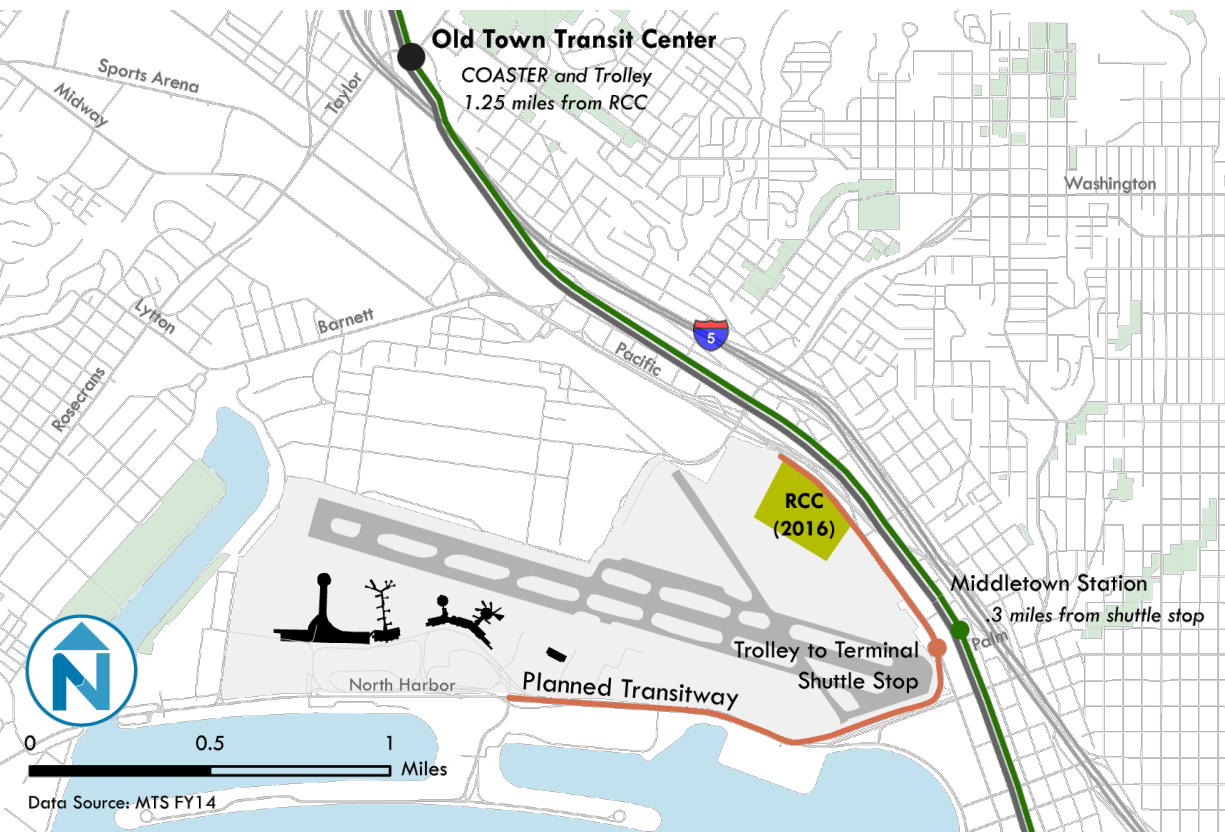 Old Town Transit Center
COASTER and Trolley
1.25 miles from RCC
Sports Arena
Midway
Taylor
Washington
Lytton
Barnett
5
Pacific
Rosecrans
RCC
(2016)
Middletown Station
.3 miles from shuttle stop
Palm
Trolley to Terminal
Shuttle Stop
North Harbor
Planned Transitway
N
0 0.5 1
Miles
Data Source: MTS FY14